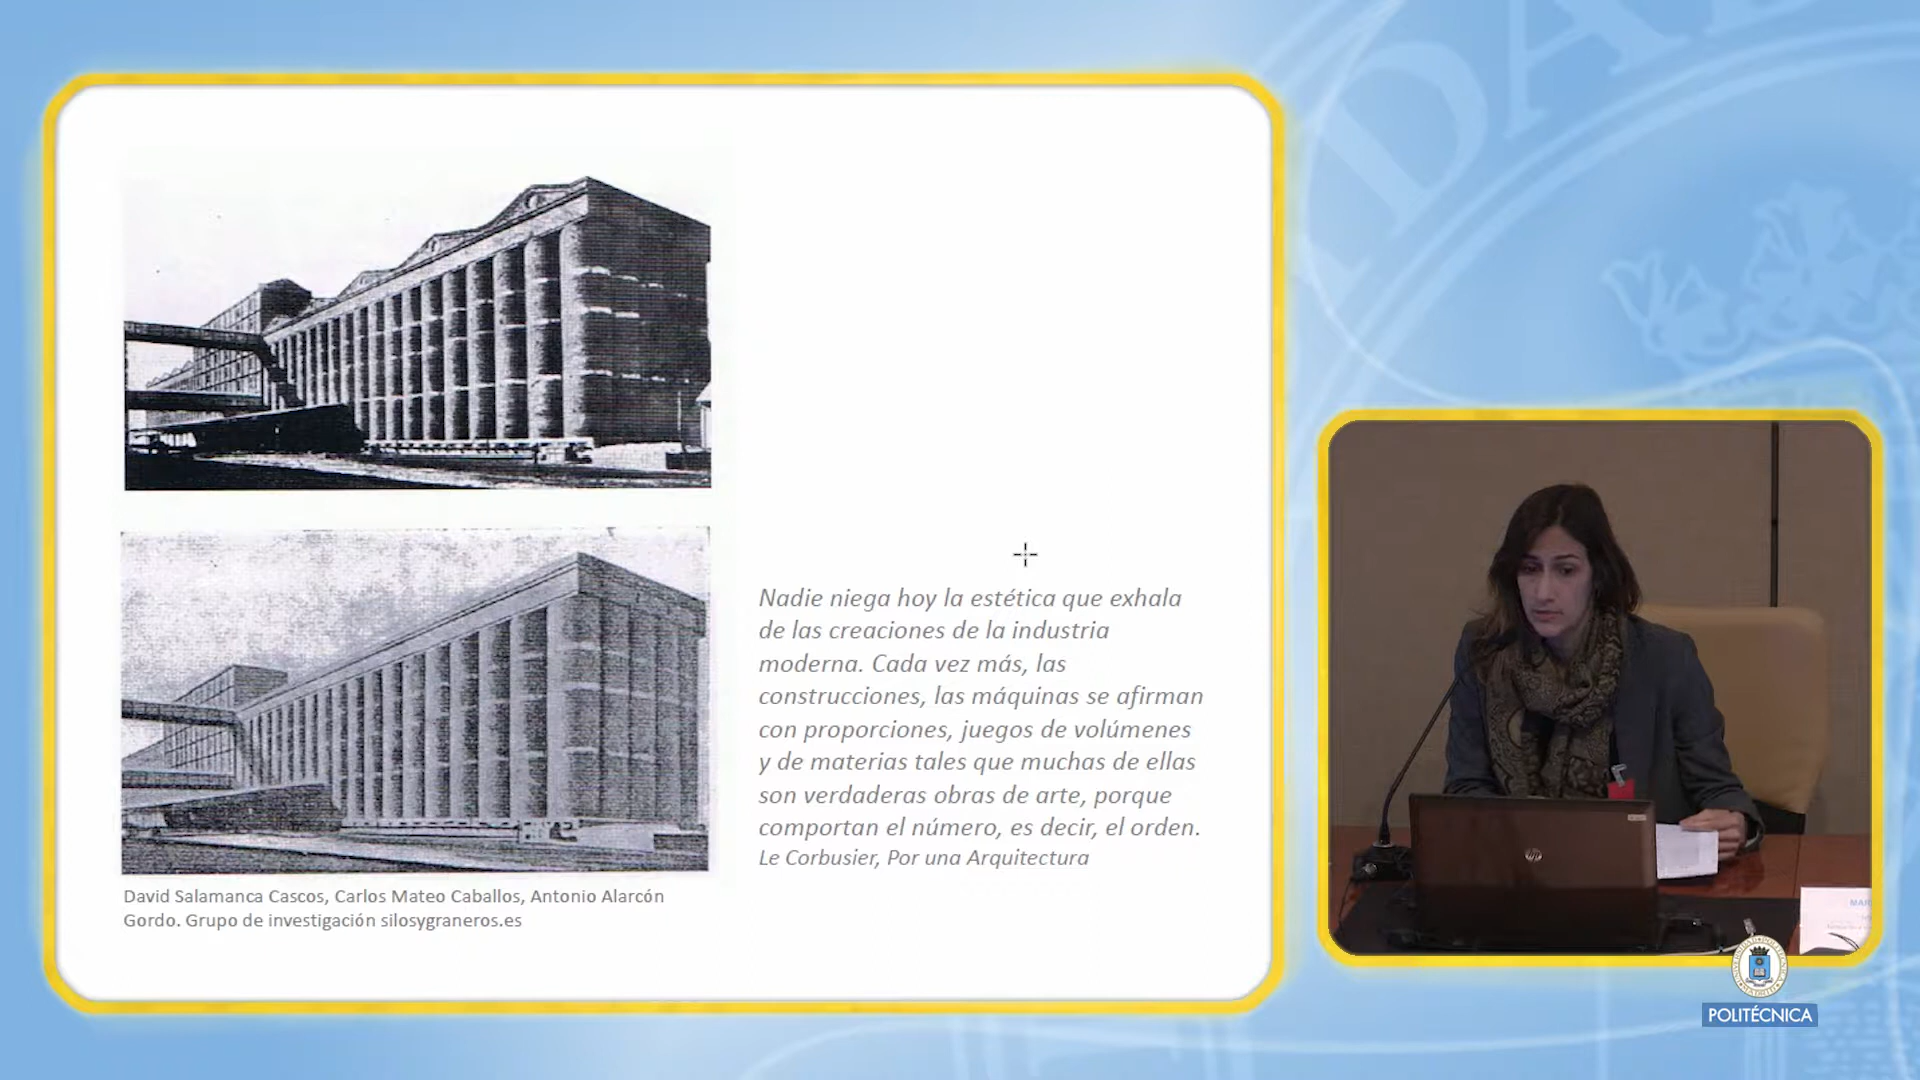 Nadie niega hoy la estética que exhala
de las creaciones de la industria
moderna. Cada vez más, las
construcciones, las máquinas se afirman
con proporciones, juegos de volúmenes
y de materias tales que muchas de ellas
son verdaderas obras de arte, porque
comportan el número, es decir, el orden.
Le Corbusier, Por una Arquitectura
David Salamanca Cascos, Carlos Mateo Caballos, Antonio Alarcón
Gordo. Grupo de investigación silosygraneros.es
hp
POLITÉCNICA